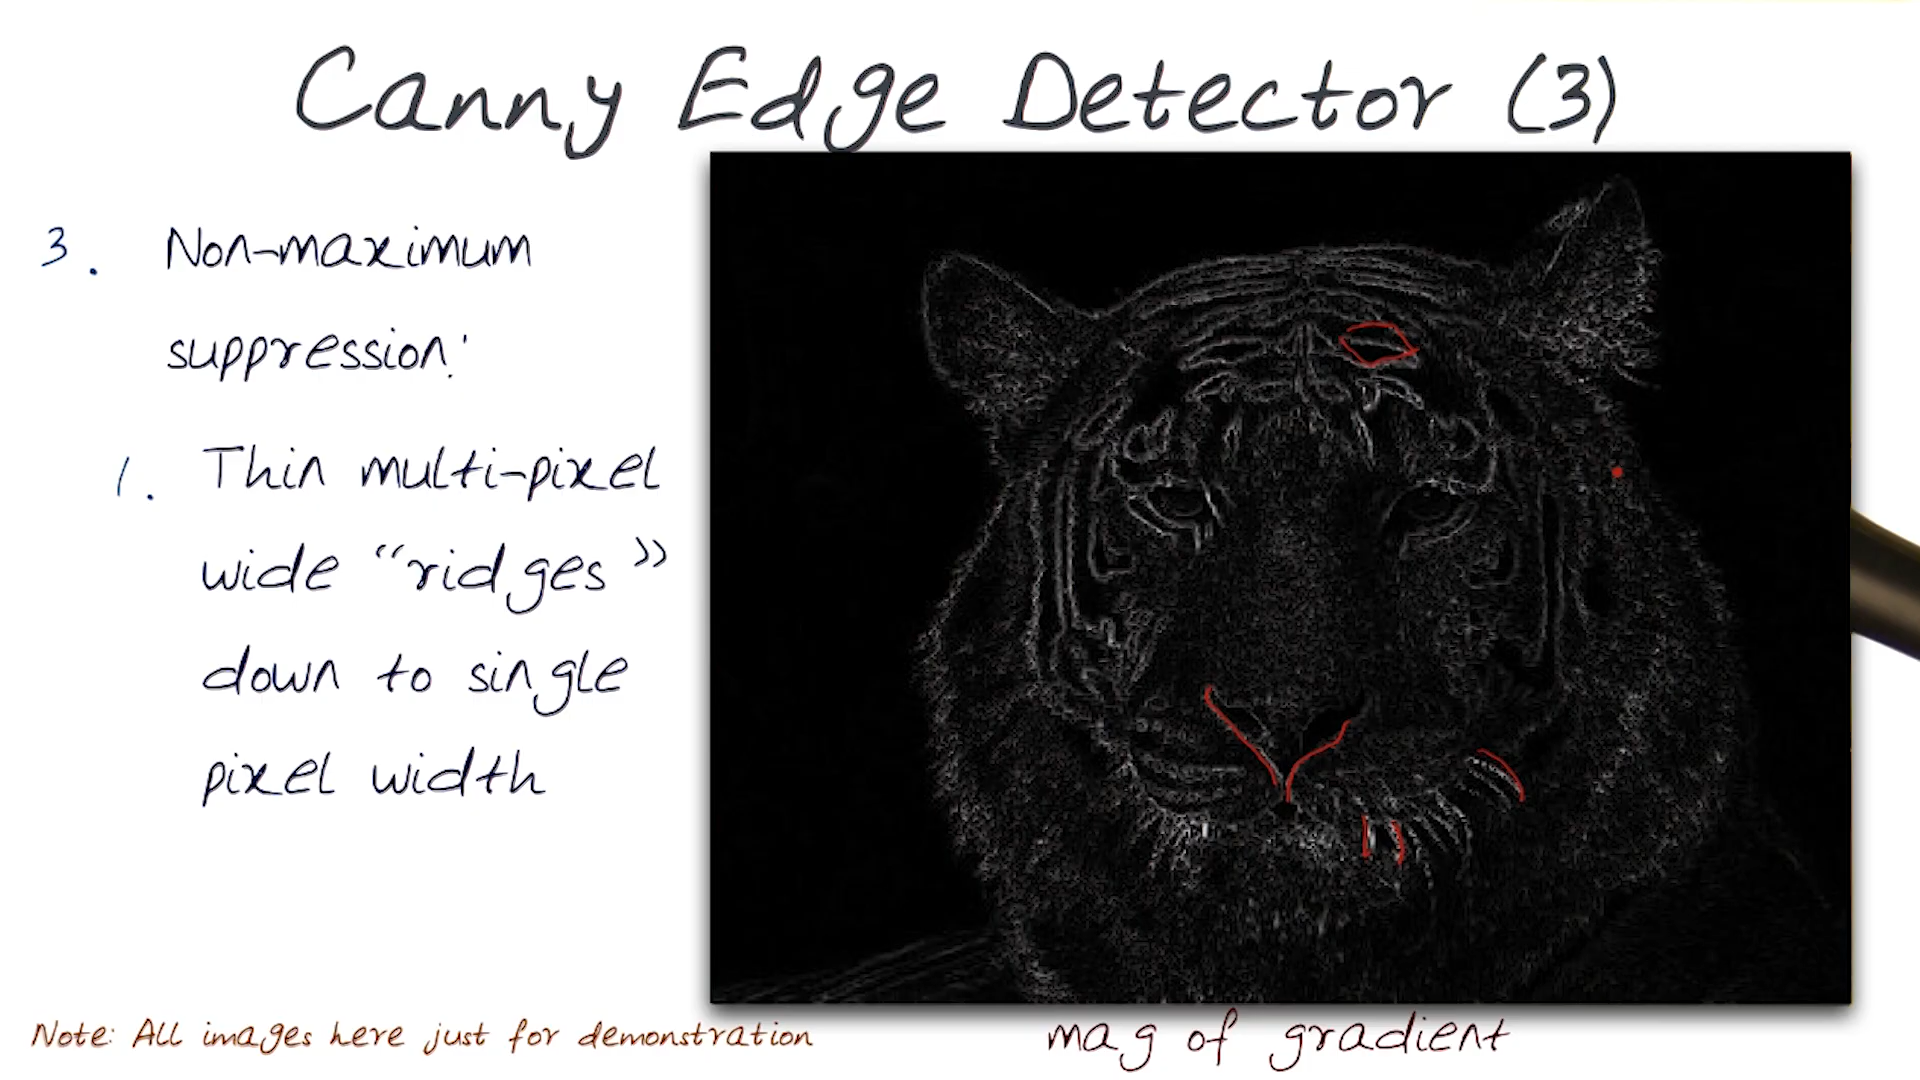 Canny Edge Detector (3)
3. Non-maximum
suppression:
1. Thin multi-pixel
wide “ridges”
down to single
pixel width
Note: All images here just for demonstration
mag of gradient